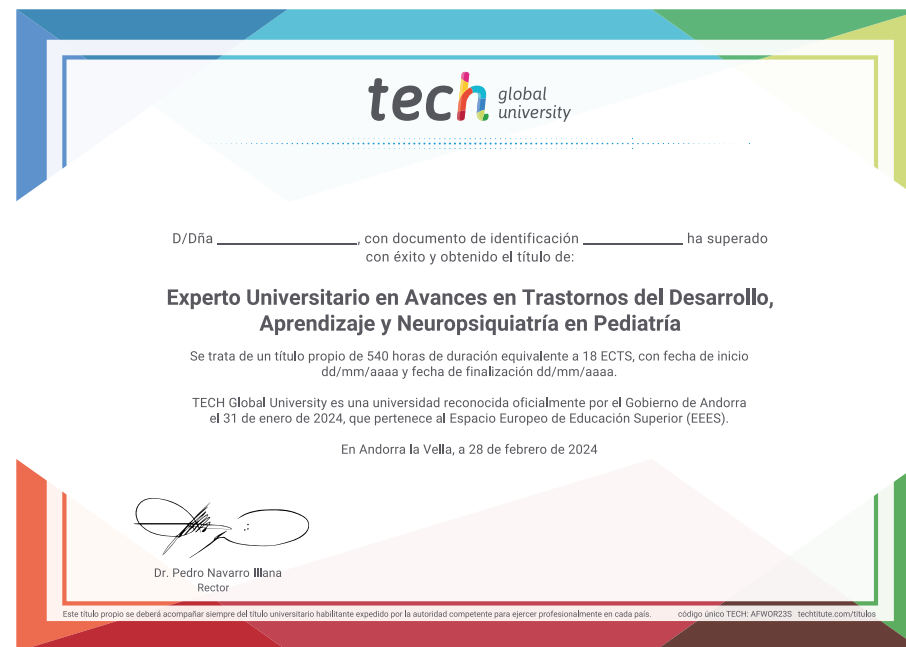 tech global university
D/Dña ____________________, con documento de identificación ______________ ha superado
con éxito y obtenido el título de:
Experto Universitario en Avances en Trastornos del Desarrollo,
Aprendizaje y Neuropsiquiatría en Pediatría
Se trata de un título propio de 540 horas de duración equivalente a 18 ECTS, con fecha de inicio
dd/mm/aaaa y fecha de finalización dd/mm/aaaa.
TECH Global University es una universidad reconocida oficialmente por el Gobierno de Andorra
el 31 de enero de 2024, que pertenece al Espacio Europeo de Educación Superior (EEES).
En Andorra la Vella, a 28 de febrero de 2024
Dr. Pedro Navarro Illana
Rector
Este título propio se deberá acompañar siempre del título universitario habilitante expedido por la autoridad competente para ejercer profesionalmente en cada país. código único TECH: AFWOR23S techtitute.com/titulos